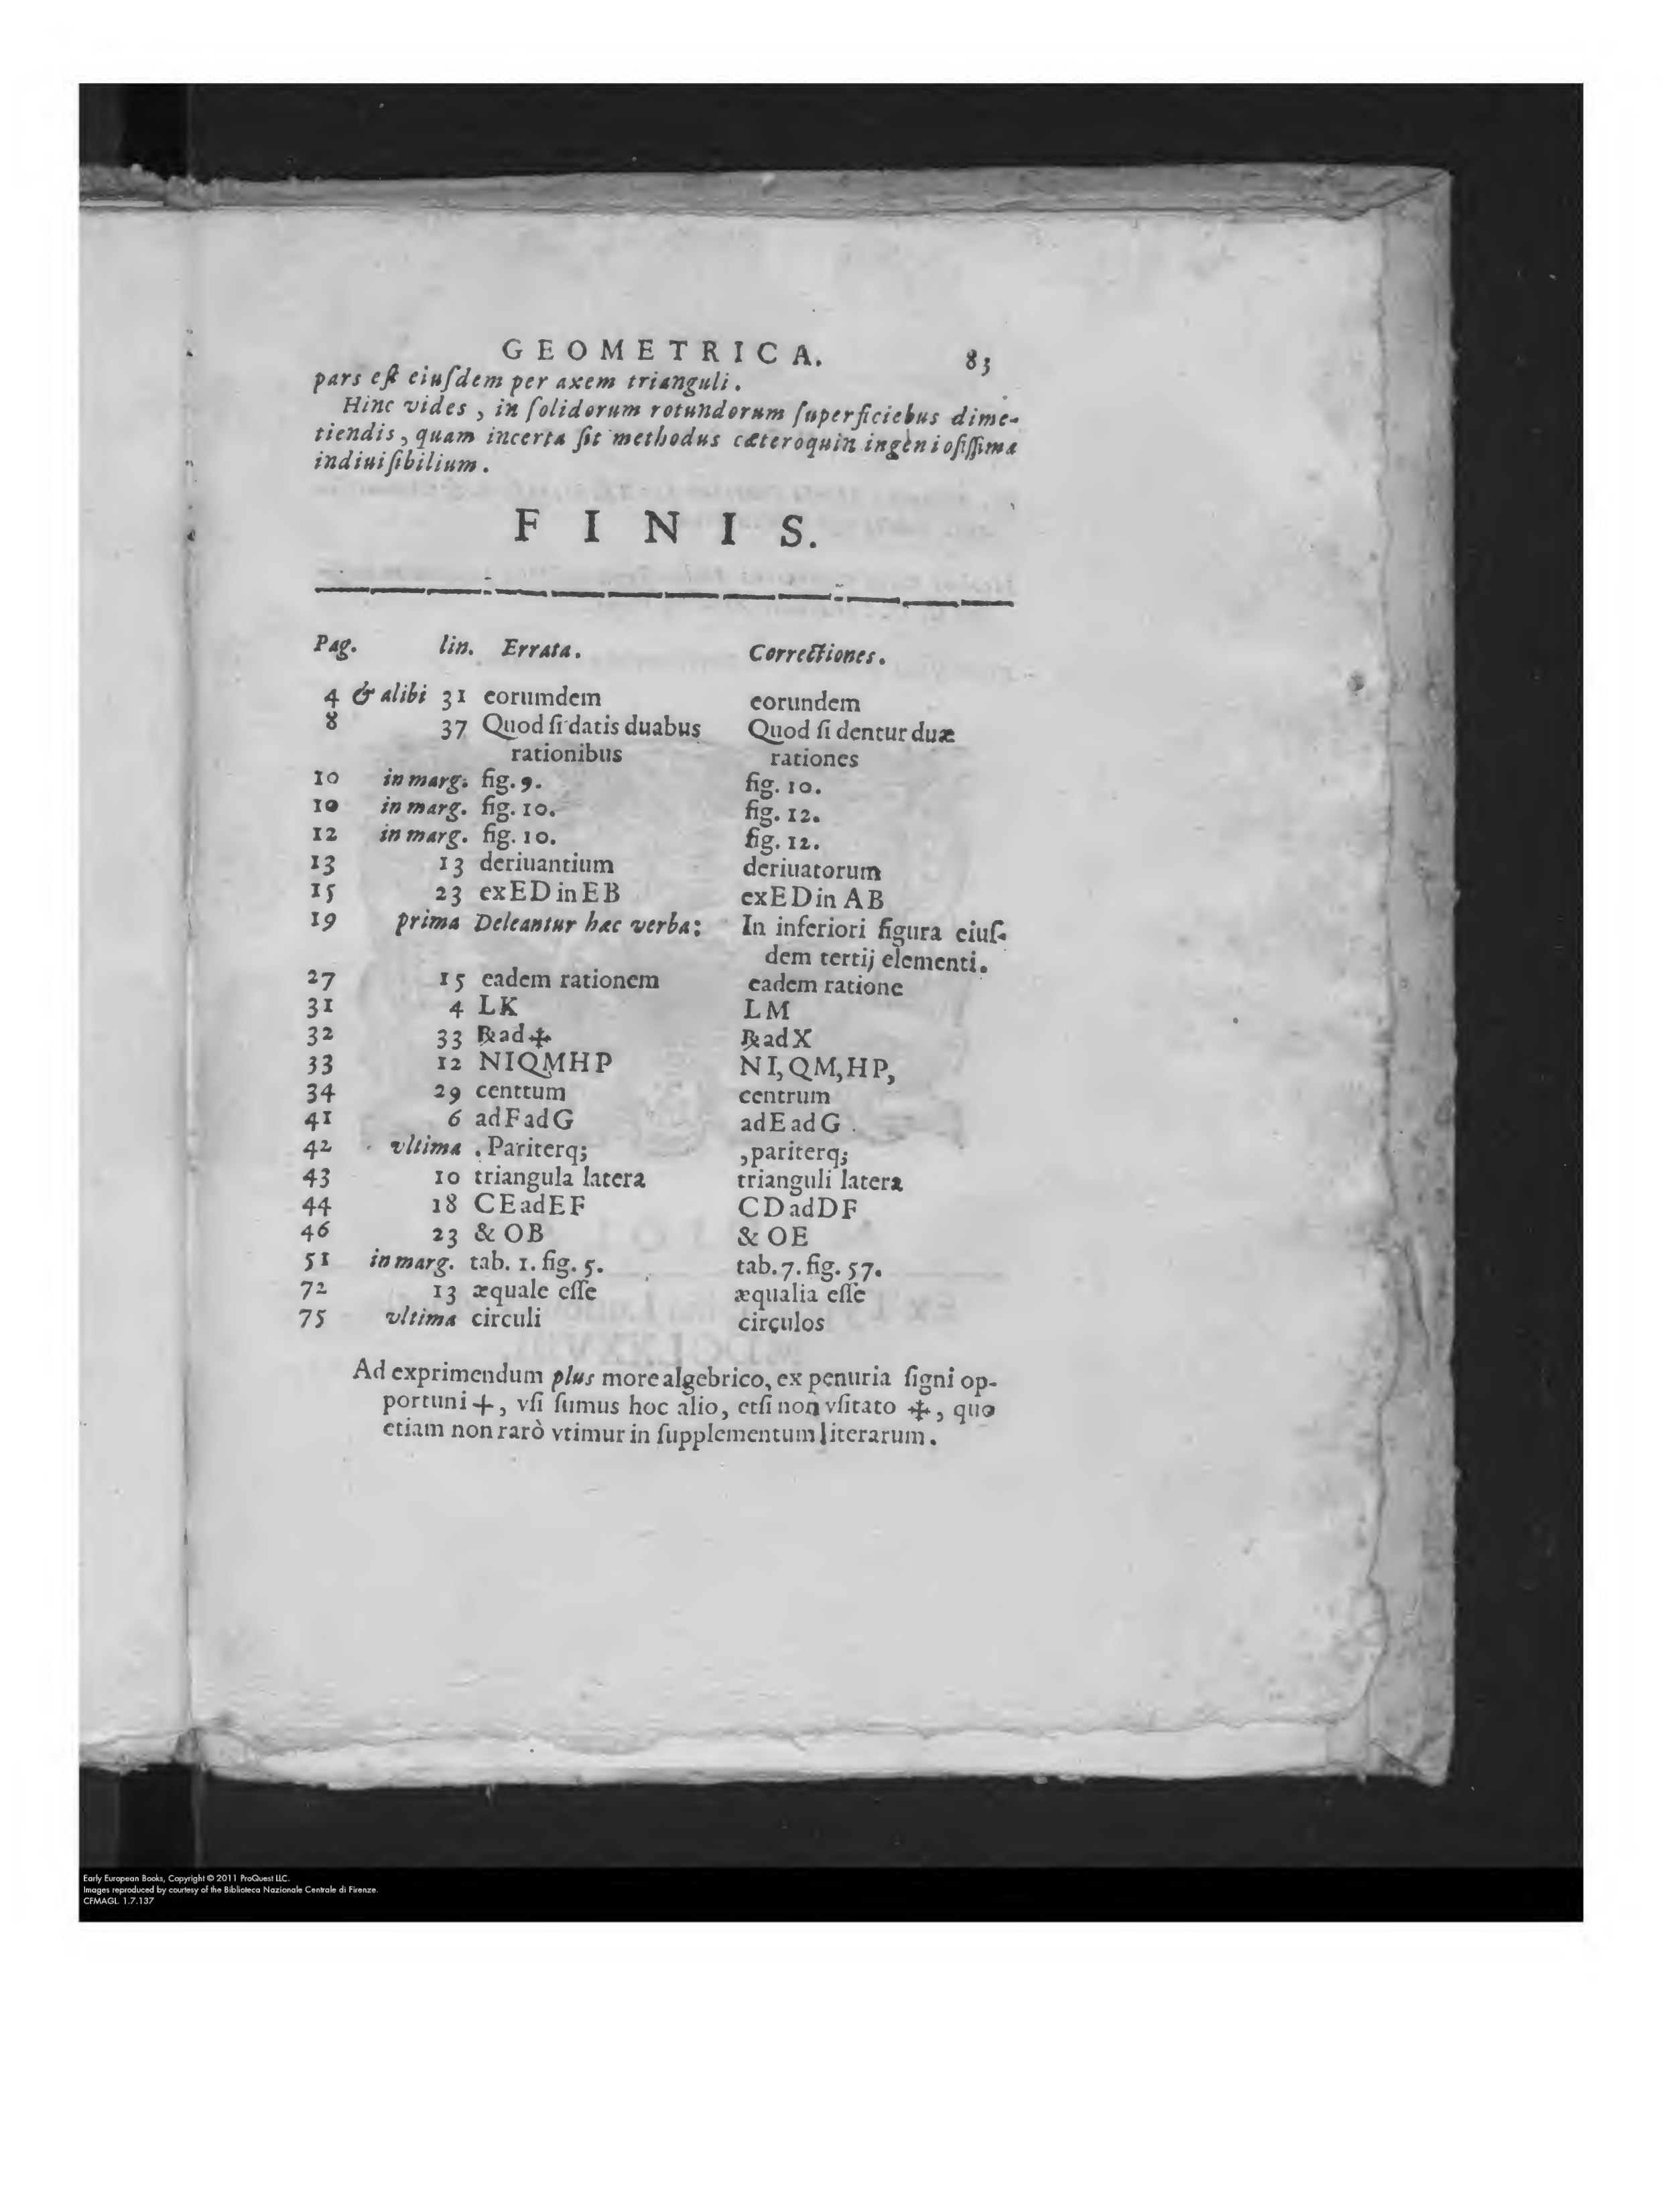 GEOMETRICA. 83
pars eſt eiuſdem per axem trianguli.
Hinc vides, in ſolidorum rotundorum ſuperficiebus dime-
tiendis, quam incerta ſit methodus cæteroquin ingèniofiſſima
indiuiſibilium.
FINIS.
Pag. lin. Errata. Correctiones.
4 & alibi 31 eorumdem eorundem
8 37 Quod ſi datis duabus Quod ſi dentur duæ
rationibus rationes
10 in marg. fig. 9. fig. 10.
10 in marg. fig. 10. fig. 12.
12 in marg. fig. 10. fig. 12.
13 13 deriuantium deriuatorum
15 23 ex ED in EB ex ED in AB
19 prima Deleantur hæc verba: In inferiori figura eiuſ-
dem tertij elementi.
27 15 eadem rationem eadem ratione
31 4 LK LM
32 33 ꝶ ad ✢ ꝶ ad X
33 12 NIQMHP NI, QM, HP,
34 29 centtum centrum
41 6 ad F ad G ad E ad G
42 vltima . Pariterq; , pariterq;
43 10 triangula latera trianguli latera
44 18 CE ad EF CD ad DF
46 23 & OB & OE
51 in marg. tab. 1. fig. 5. tab. 7. fig. 57.
72 13 æquale eſſe æqualia eſſe
75 vltima circuli circulos
Ad exprimendum plus more algebrico, ex penuria ſigni op-
portuni +, vſi ſumus hoc alio, etſi non vſitato ✢, quo
etiam non rarò vtimur in ſupplementum literarum.
Early European Books, Copyright © 2011 ProQuest LLC.
Images reproduced by courtesy of the Biblioteca Nazionale Centrale di Firenze.
CFMAGL. 1.7.137